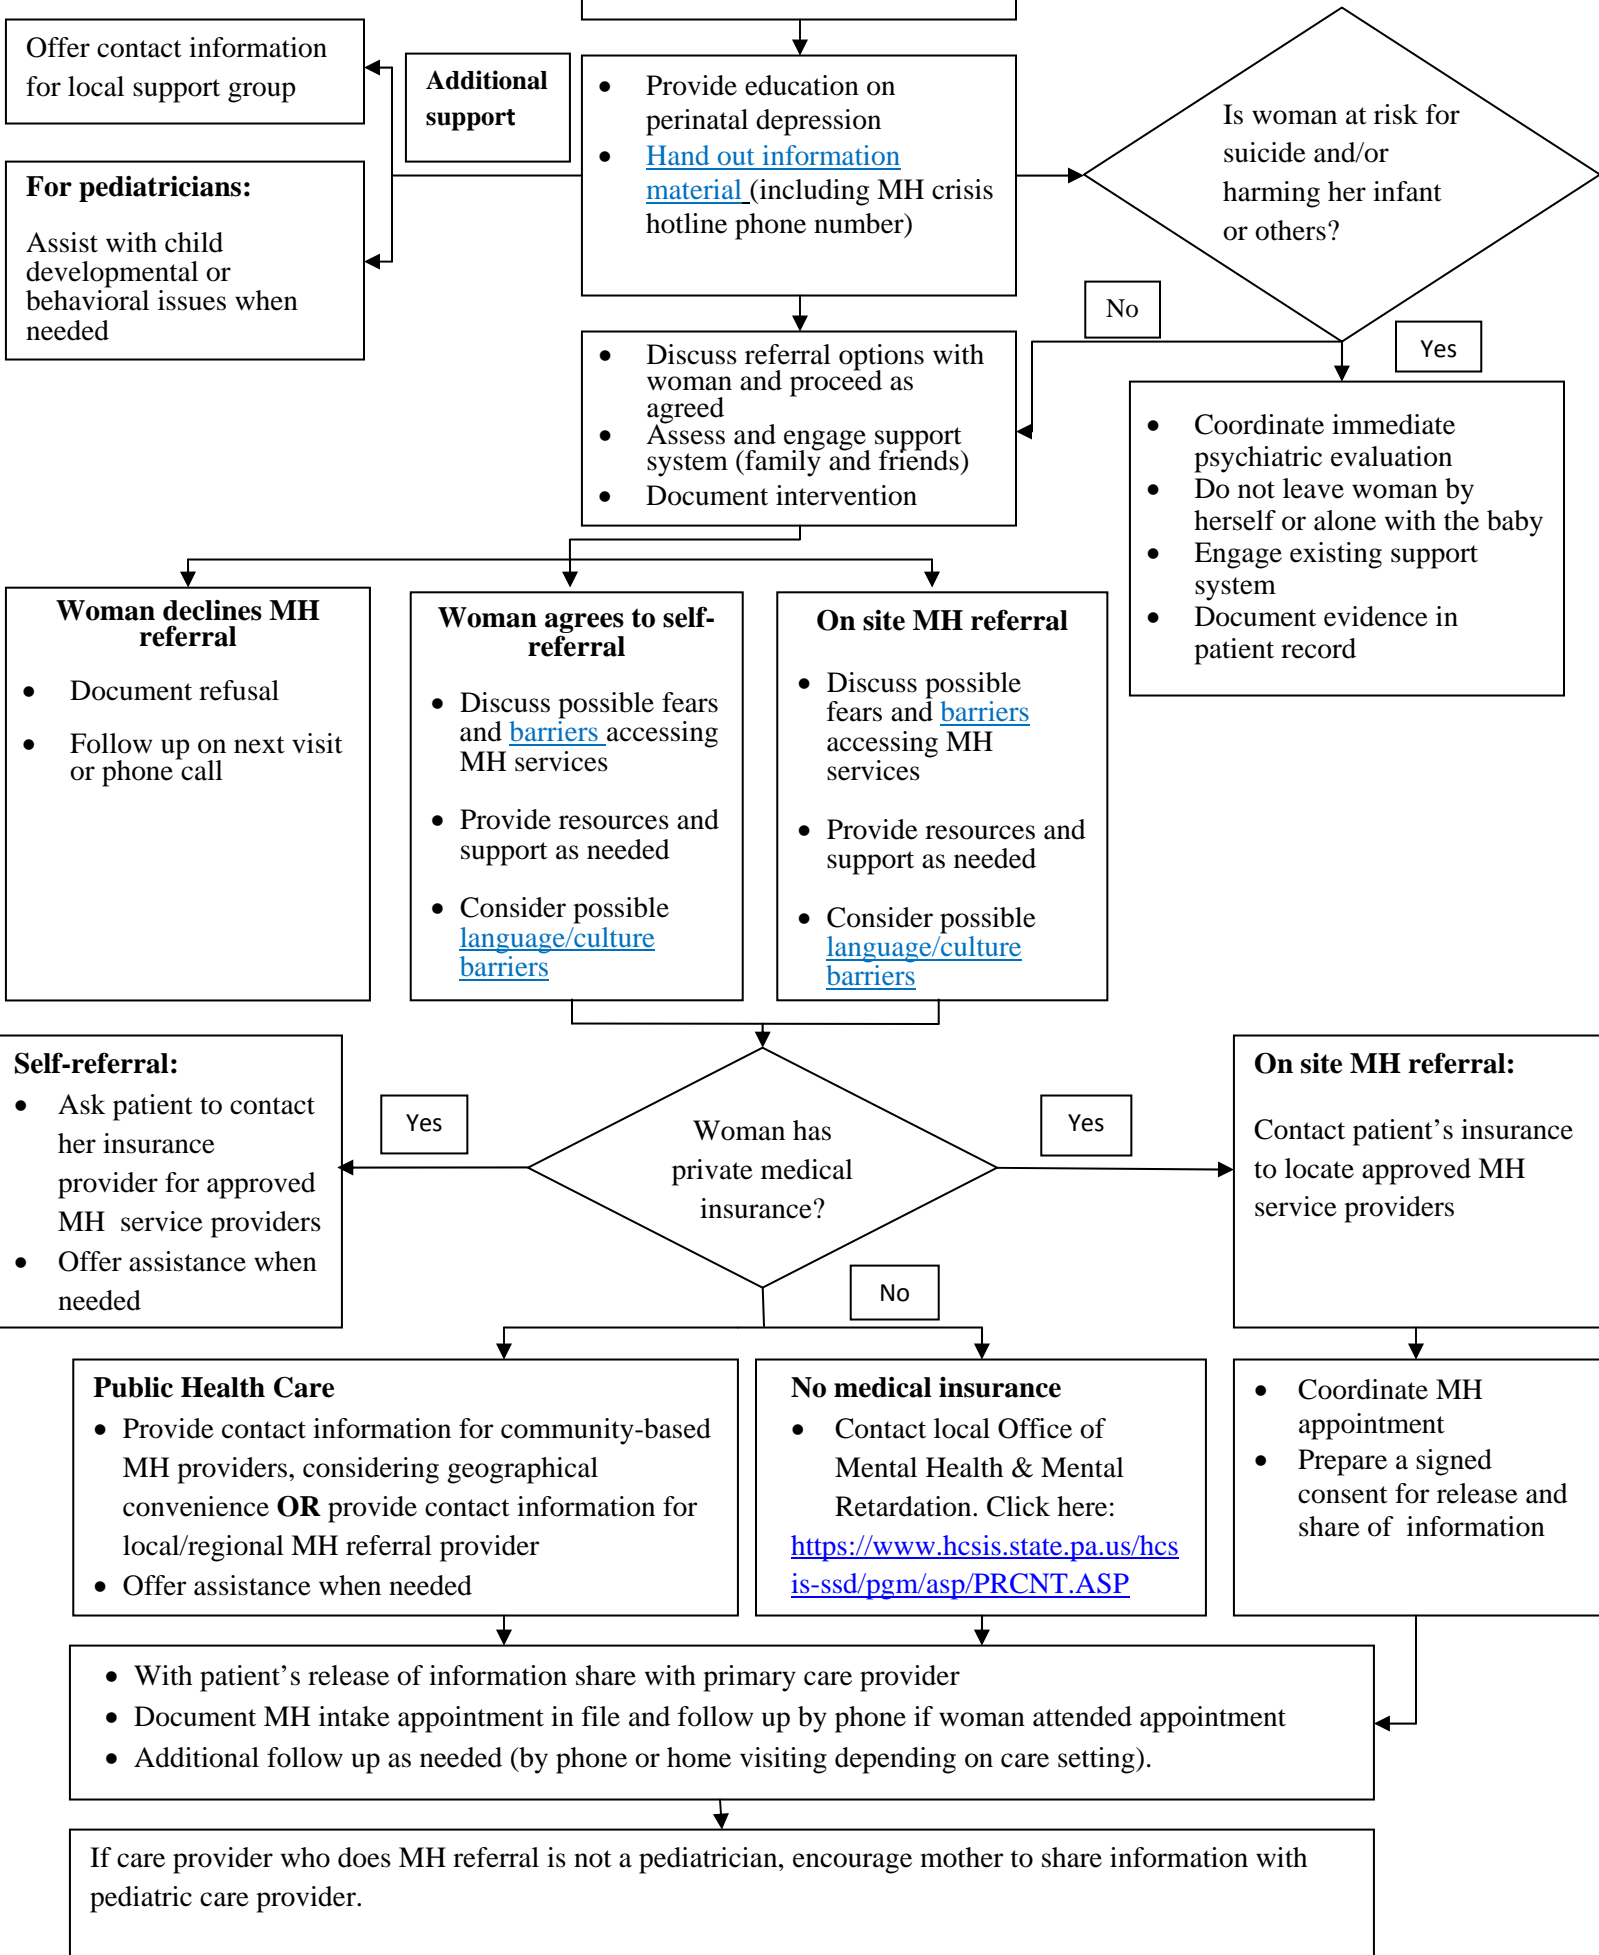 Offer contact information
for local support group
Additional
support
• Provide education on
perinatal depression
• Hand out information
material (including MH crisis
hotline phone number)
Is woman at risk for
suicide and/or
harming her infant
or others?
For pediatricians:
Assist with child
developmental or
behavioral issues when
needed
No
Yes
• Discuss referral options with
woman and proceed as
agreed
• Assess and engage support
system (family and friends)
• Document intervention
• Coordinate immediate
psychiatric evaluation
• Do not leave woman by
herself or alone with the baby
• Engage existing support
system
• Document evidence in
patient record
Woman declines MH
referral
• Document refusal
• Follow up on next visit
or phone call
Woman agrees to self-
referral
• Discuss possible fears
and barriers accessing
MH services
• Provide resources and
support as needed
• Consider possible
language/culture
barriers
On site MH referral
• Discuss possible
fears and barriers
accessing MH
services
• Provide resources and
support as needed
• Consider possible
language/culture
barriers
Self-referral:
• Ask patient to contact
her insurance
provider for approved
MH service providers
• Offer assistance when
needed
Yes
Woman has
private medical
insurance?
Yes
On site MH referral:
Contact patient’s insurance
to locate approved MH
service providers
No
Public Health Care
• Provide contact information for community-based
MH providers, considering geographical
convenience OR provide contact information for
local/regional MH referral provider
• Offer assistance when needed
No medical insurance
• Contact local Office of
Mental Health & Mental
Retardation. Click here:
https://www.hcsis.state.pa.us/hcs
is-ssd/pgm/asp/PRCNT.ASP
• Coordinate MH
appointment
• Prepare a signed
consent for release and
share of information
• With patient’s release of information share with primary care provider
• Document MH intake appointment in file and follow up by phone if woman attended appointment
• Additional follow up as needed (by phone or home visiting depending on care setting).
If care provider who does MH referral is not a pediatrician, encourage mother to share information with
pediatric care provider.